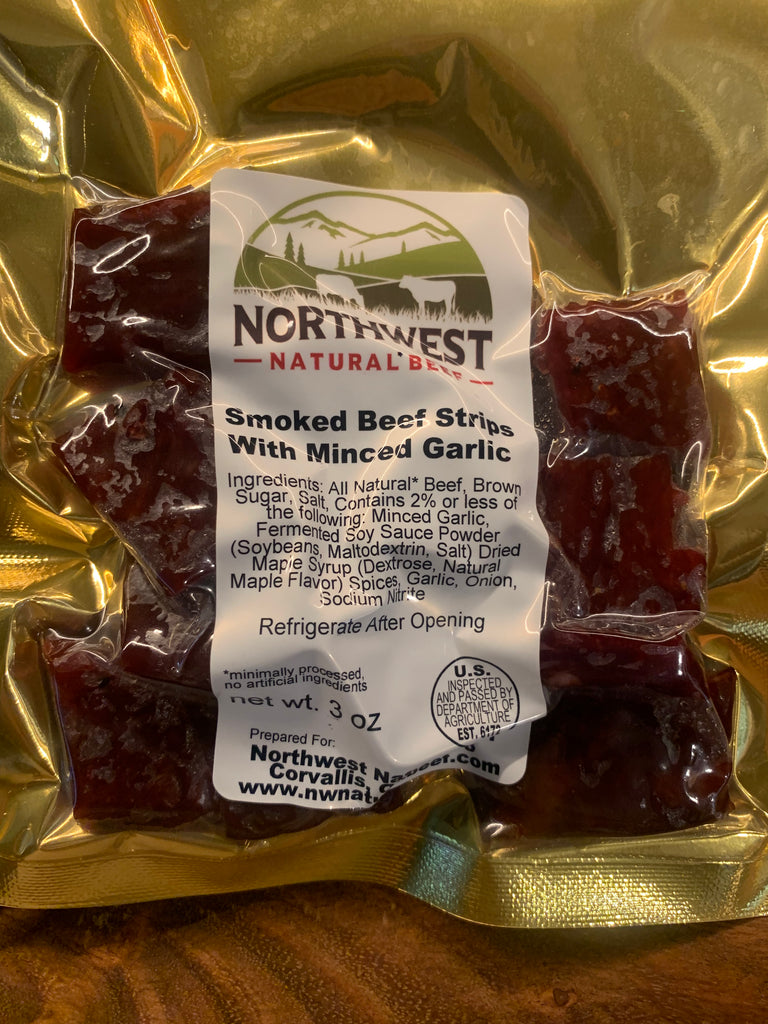 NORTHWEST
NATURAL BEEF
Smoked Beef Strips
With Minced Garlic
Ingredients: All Natural* Beef, Brown
Sugar, Salt, Contains 2% or less of
the following: Minced Garlic,
Fermented Soy Sauce Powder
(Soybeans, Maltodextrin, Salt) Dried
Maple Syrup (Dextrose, Natural
Maple Flavor) Spices, Garlic, Onion,
Sodium Nitrite
Refrigerate After Opening
*minimally processed,
no artificial ingredients
net wt. 3 oz
U.S.
INSPECTED
AND PASSED BY
DEPARTMENT OF
AGRICULTURE
EST.
Prepared For:
Northwest
Corvallis